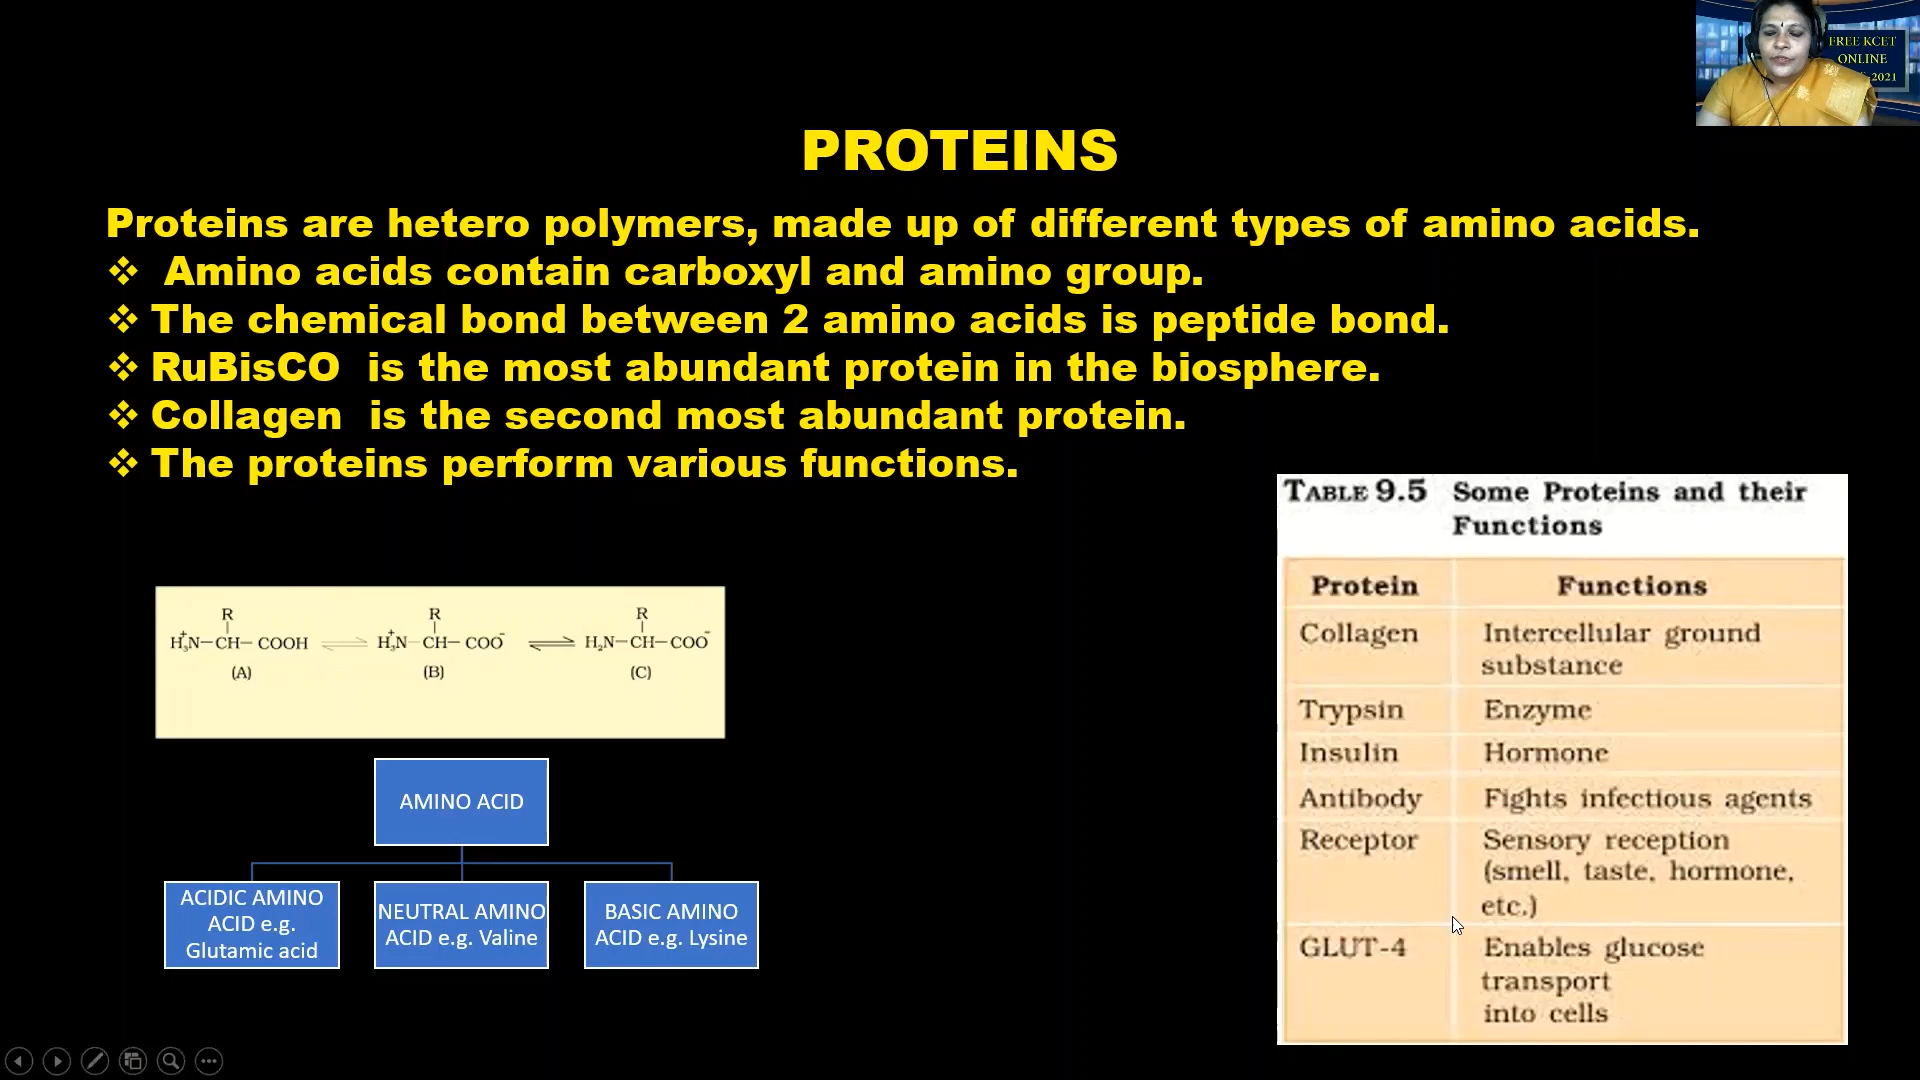 FREE KCET
ONLINE
-2021
PROTEINS
Proteins are hetero polymers, made up of different types of amino acids.
❖ Amino acids contain carboxyl and amino group.
❖ The chemical bond between 2 amino acids is peptide bond.
❖ RuBisCO is the most abundant protein in the biosphere.
❖ Collagen is the second most abundant protein.
❖ The proteins perform various functions.
TABLE 9.5 Some Proteins and their
Functions
Protein Functions
Collagen Intercellular ground
substance
Trypsin Enzyme
Insulin Hormone
Antibody Fights infectious agents
Receptor Sensory reception
(smell, taste, hormone,
etc.)
GLUT-4 Enables glucose
transport
into cells
R R R
H₃N⁺–CH–COOH ⇌ H₃N⁺–CH–COO⁻ ⇌ H₂N–CH–COO⁻
(A) (B) (C)
AMINO ACID
ACIDIC AMINO
ACID e.g.
Glutamic acid
NEUTRAL AMINO
ACID e.g. Valine
BASIC AMINO
ACID e.g. Lysine